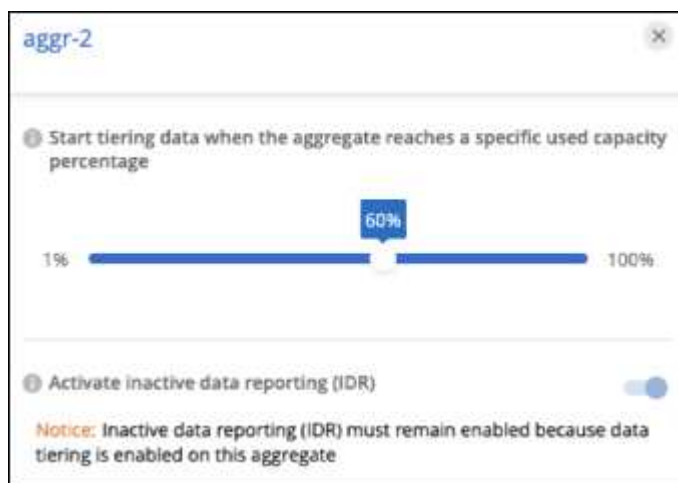 aggr-2
Start tiering data when the aggregate reaches a specific used capacity
percentage
60%
1%
100%
Activate inactive data reporting (IDR)
Notice: Inactive data reporting (IDR) must remain enabled because data
tiering is enabled on this aggregate